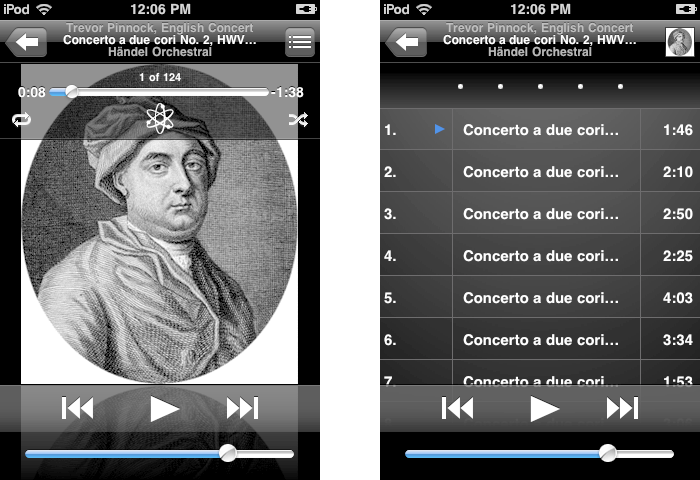 iPod 12:06 PM
Trevor Pinnock, English Concert
Concerto a due cori No. 2, HWV...
Händel Orchestral
1 of 124
0:08 -1:38
iPod 12:06 PM
Trevor Pinnock, English Concert
Concerto a due cori No. 2, HWV...
Händel Orchestral
1. Concerto a due cori... 1:46
2. Concerto a due cori... 2:10
3. Concerto a due cori... 2:50
4. Concerto a due cori... 2:25
5. Concerto a due cori... 4:03
6. Concerto a due cori... 3:34
7. Concerto a due cori... 1:53